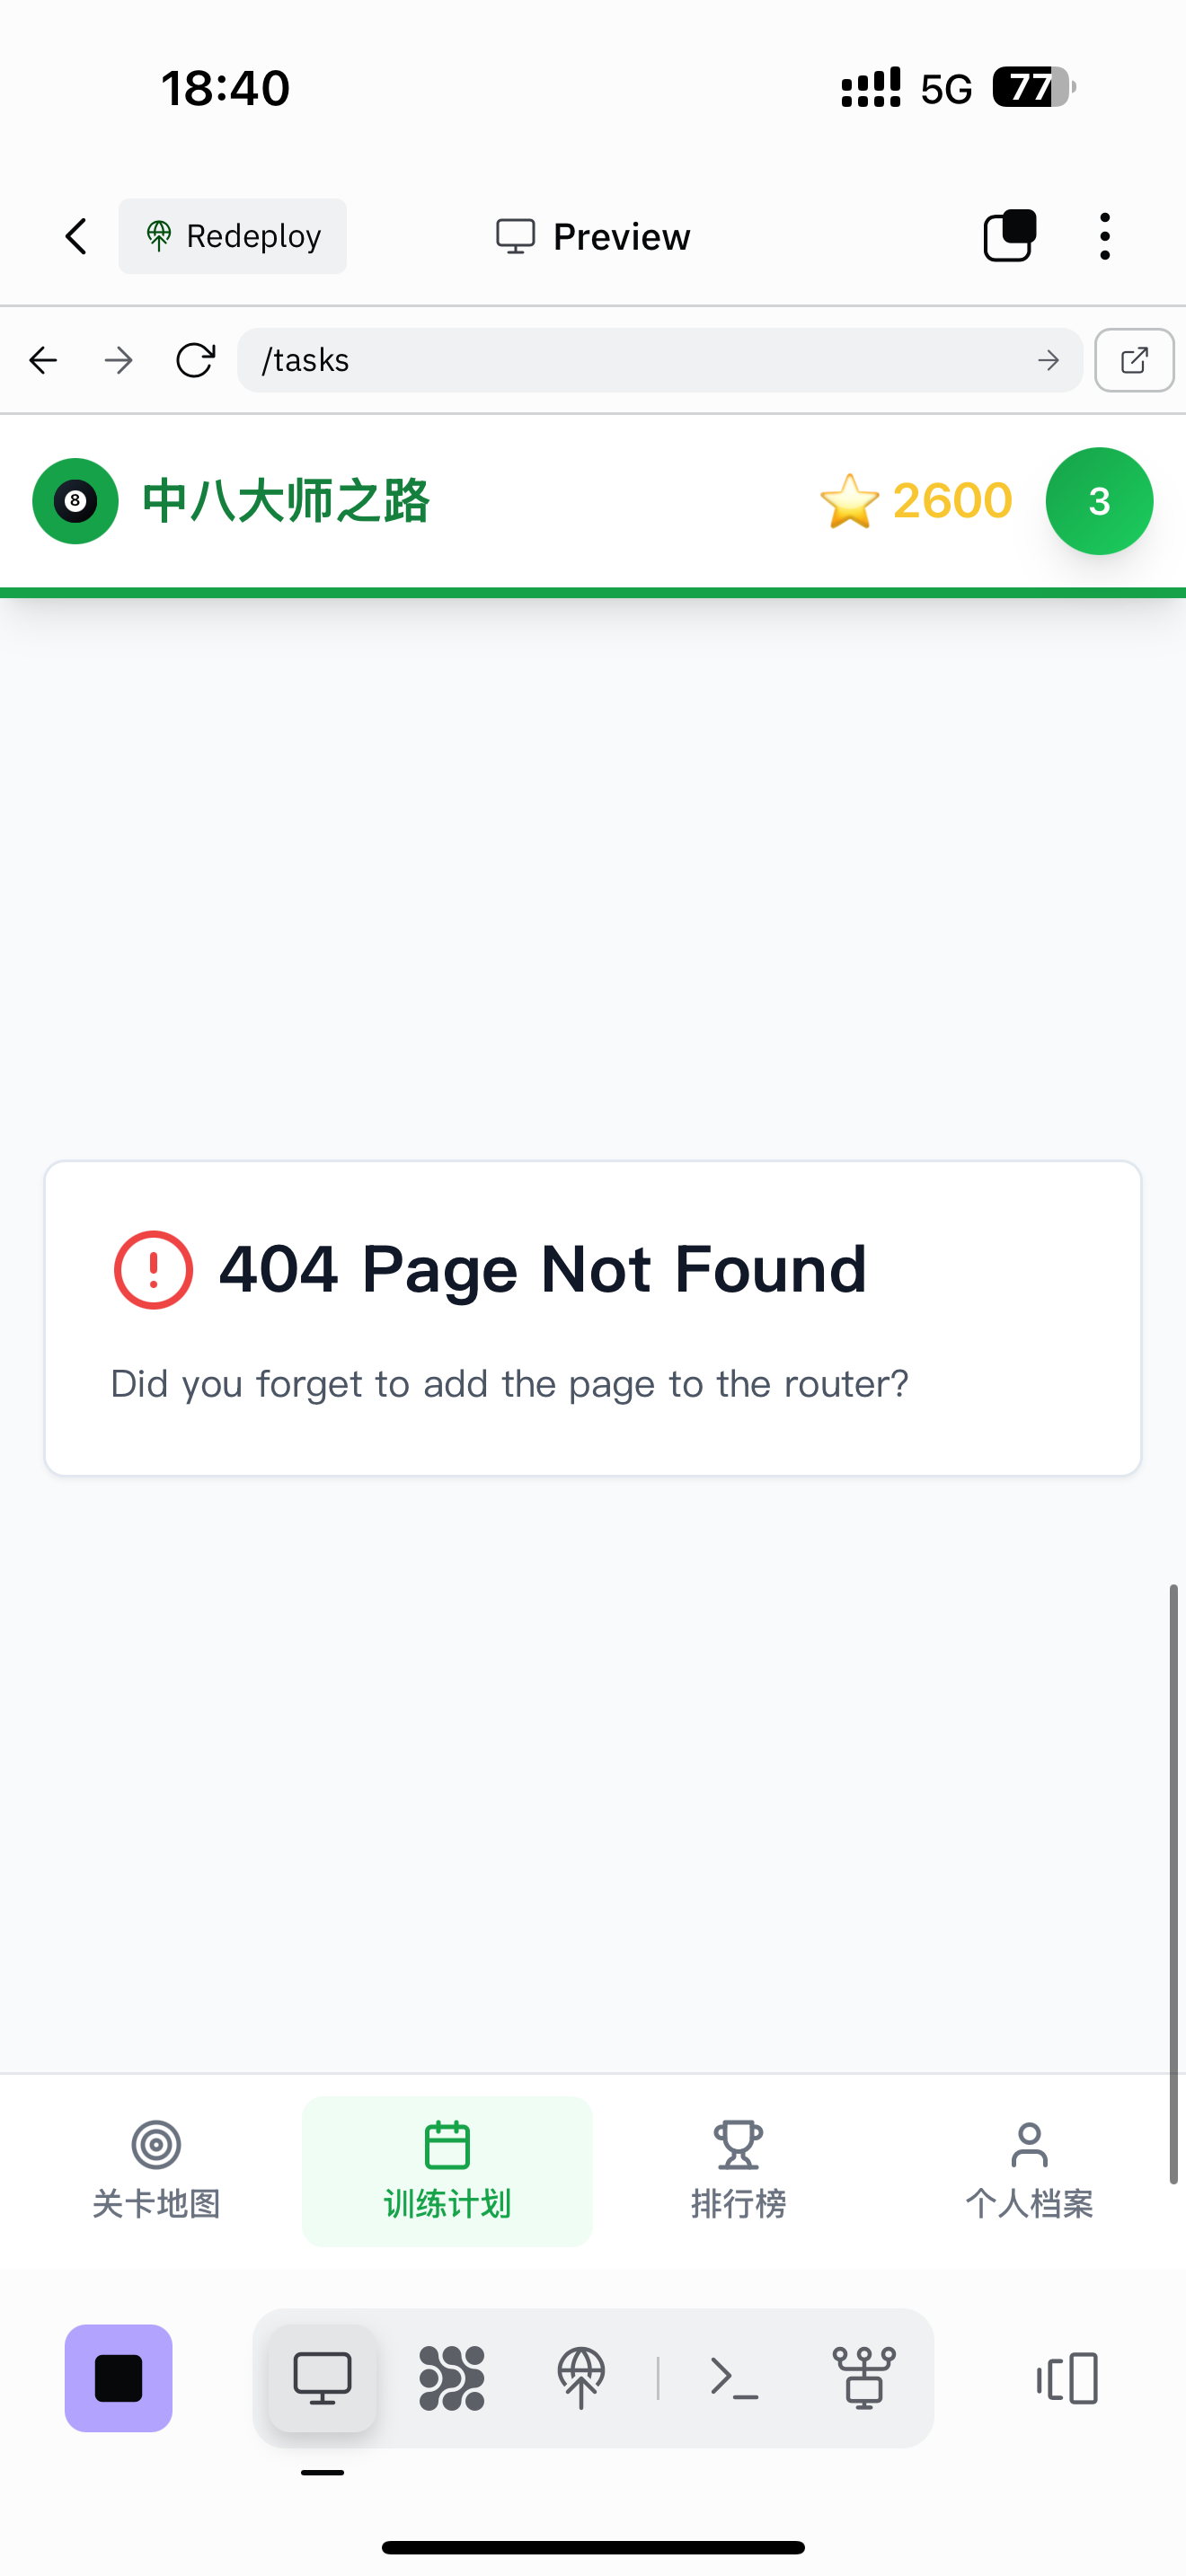 18:40
5G
77
Redeploy
Preview
/tasks
8
中八大师之路
2600
3
404 Page Not Found
Did you forget to add the page to the router?
关卡地图
训练计划
排行榜
个人档案